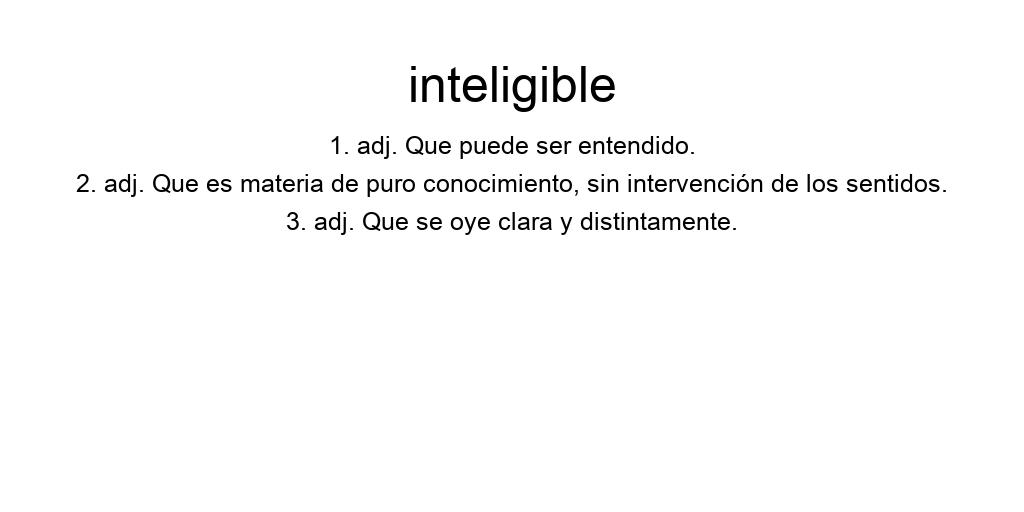 inteligible
1. adj. Que puede ser entendido.
2. adj. Que es materia de puro conocimiento, sin intervención de los sentidos.
3. adj. Que se oye clara y distintamente.